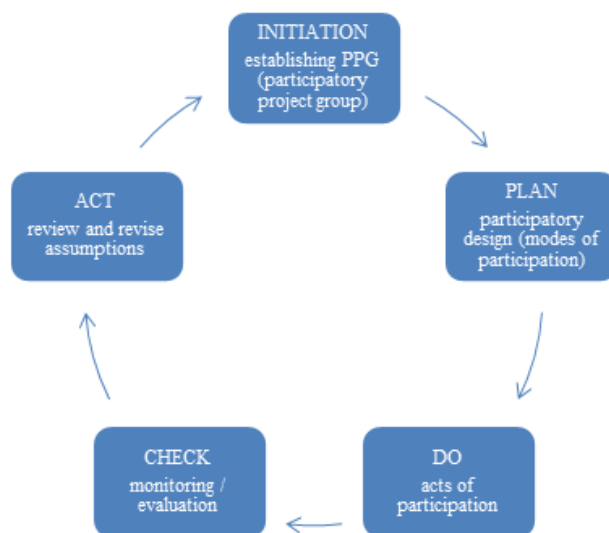 INITIATION
establishing PPG
(participatory
project group)
PLAN
participatory
design (modes of
participation)
DO
acts of
participation
CHECK
monitoring /
evaluation
ACT
review and revise
assumptions